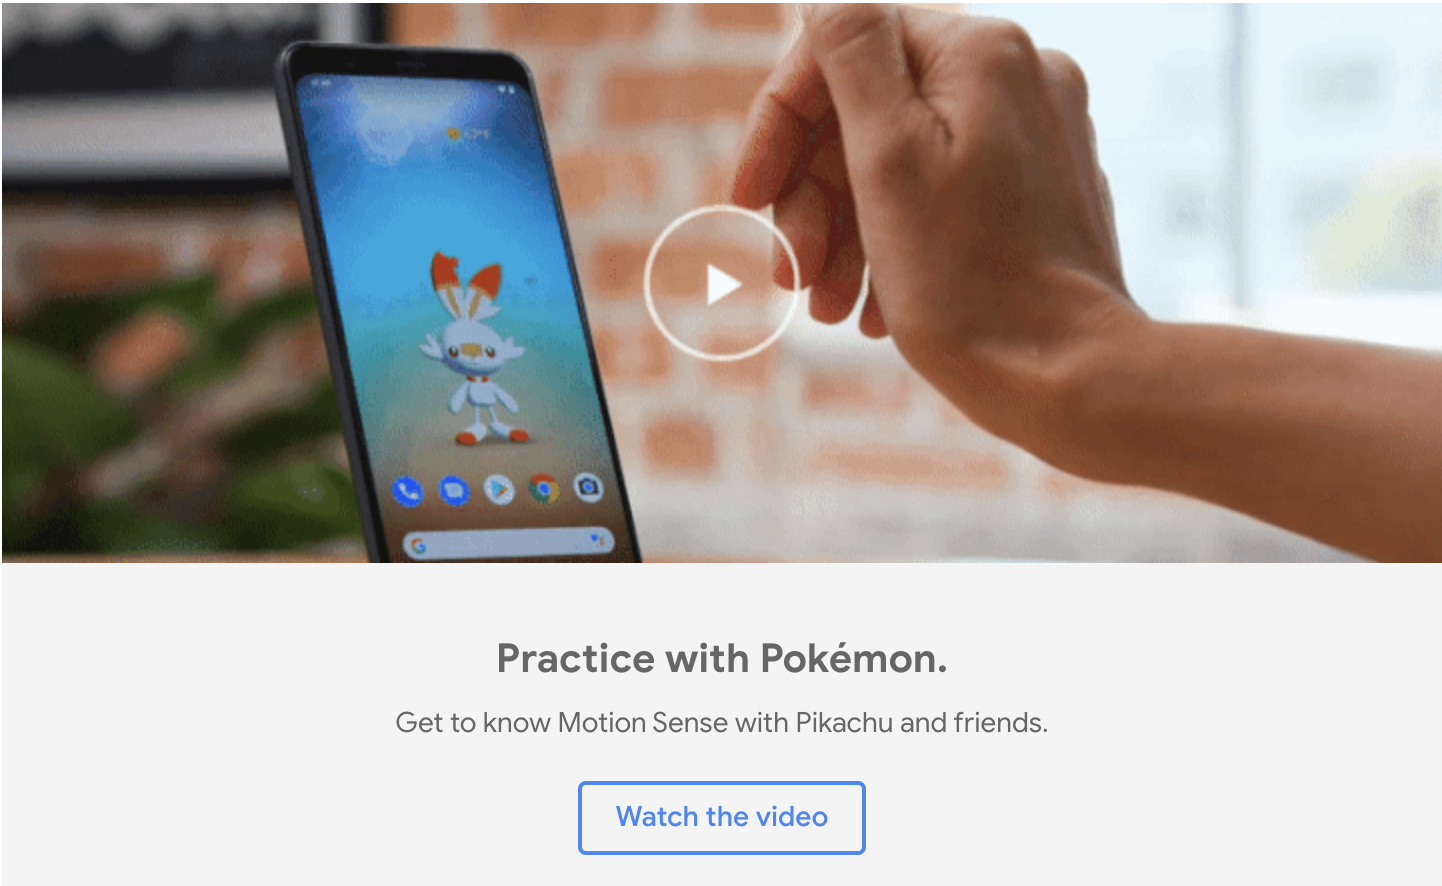 Practice with Pokémon.
Get to know Motion Sense with Pikachu and friends.
Watch the video